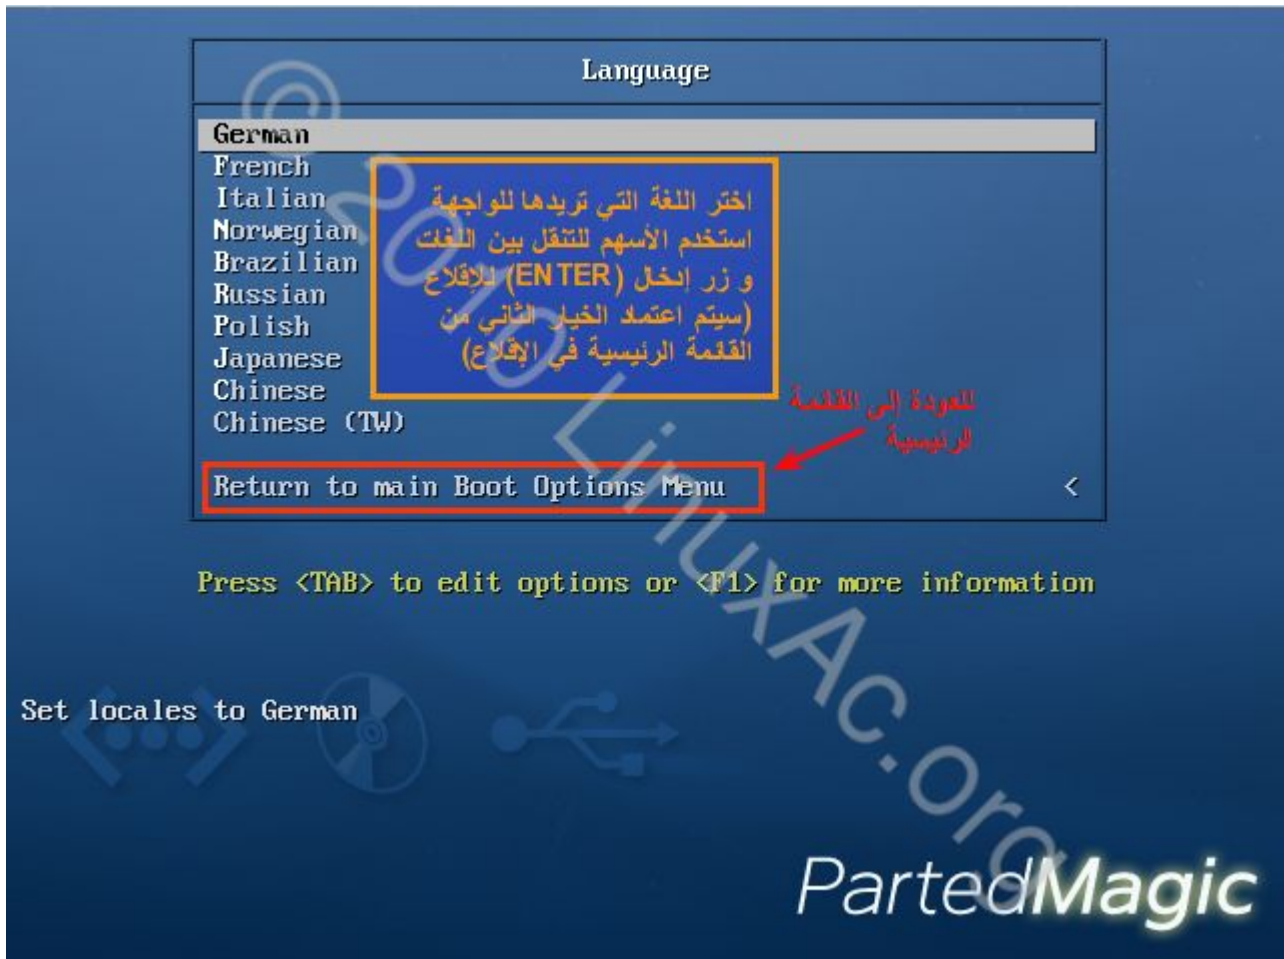 Language
German
French
Italian
Norwegian
Brazilian
Russian
Polish
Japanese
Chinese
Chinese (TW)
اختر اللغة التي تريدها للواجهة
استخدم الأسهم للتنقل بين اللغات
و زر إدخال (ENTER) للإقلاع
(سيتم اعتماد الخيار الثاني من
القائمة الرئيسية في الإقلاع)
للعودة إلى القائمة
الرئيسية
Return to main Boot Options Menu <
Press <TAB> to edit options or <F1> for more information
Set locales to German
PartedMagic
© 2010 LinuxAc.org